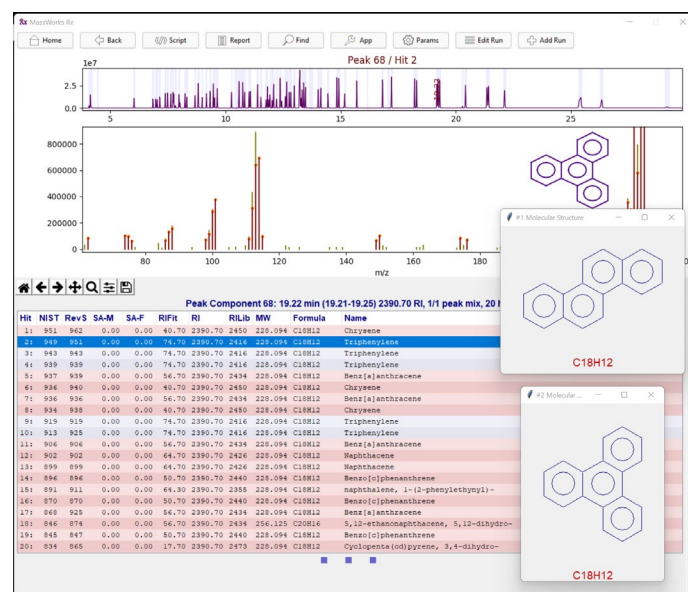 MassWorks Rx
Home Back Script Report Find App Params Edit Run Add Run
Peak 68 / Hit 2
1e7
2.5
0.0
5 10 15 20 25
19.22
800000
600000
400000
200000
0
80 100 120 140 160 180
m/z
#1 Molecular Structure
C18H12
#2 Molecular ...
C18H12
Peak Component 68: 19.22 min (19.21-19.25) 2390.70 RI, 1/1 peak mix, 20 h
Hit NIST RevS SA-M SA-F RIFit RI RILib MW Formula Name
1: 951 962 0.00 0.00 40.70 2390.70 2450 228.094 C18H12 Chrysene
2: 949 951 0.00 0.00 74.70 2390.70 2416 228.094 C18H12 Triphenylene
3: 943 943 0.00 0.00 74.70 2390.70 2416 228.094 C18H12 Triphenylene
4: 939 939 0.00 0.00 74.70 2390.70 2416 228.094 C18H12 Triphenylene
5: 937 939 0.00 0.00 56.70 2390.70 2434 228.094 C18H12 Benz[a]anthracene
6: 936 940 0.00 0.00 40.70 2390.70 2450 228.094 C18H12 Chrysene
7: 936 936 0.00 0.00 56.70 2390.70 2434 228.094 C18H12 Benz[a]anthracene
8: 934 938 0.00 0.00 40.70 2390.70 2450 228.094 C18H12 Chrysene
9: 919 919 0.00 0.00 74.70 2390.70 2416 228.094 C18H12 Triphenylene
10: 913 925 0.00 0.00 74.70 2390.70 2416 228.094 C18H12 Triphenylene
11: 906 906 0.00 0.00 56.70 2390.70 2434 228.094 C18H12 Benz[a]anthracene
12: 902 902 0.00 0.00 64.70 2390.70 2426 228.094 C18H12 Naphthacene
13: 899 899 0.00 0.00 64.70 2390.70 2426 228.094 C18H12 Naphthacene
14: 896 896 0.00 0.00 50.70 2390.70 2440 228.094 C18H12 Benzo[c]phenanthrene
15: 891 911 0.00 0.00 64.30 2390.70 2355 228.094 C18H12 naphthalene, 1-(2-phenylethynyl)-
16: 870 870 0.00 0.00 50.70 2390.70 2440 228.094 C18H12 Benzo[c]phenanthrene
17: 868 925 0.00 0.00 56.70 2390.70 2434 228.094 C18H12 Benz[a]anthracene
18: 846 874 0.00 0.00 56.70 2390.70 2434 256.125 C20H16 5,12-ethanonaphthacene, 5,12-dihydro-
19: 845 847 0.00 0.00 50.70 2390.70 2440 228.094 C18H12 Benzo[c]phenanthrene
20: 834 865 0.00 0.00 17.70 2390.70 2473 228.094 C18H12 Cyclopenta(cd)pyrene, 3,4-dihydro-